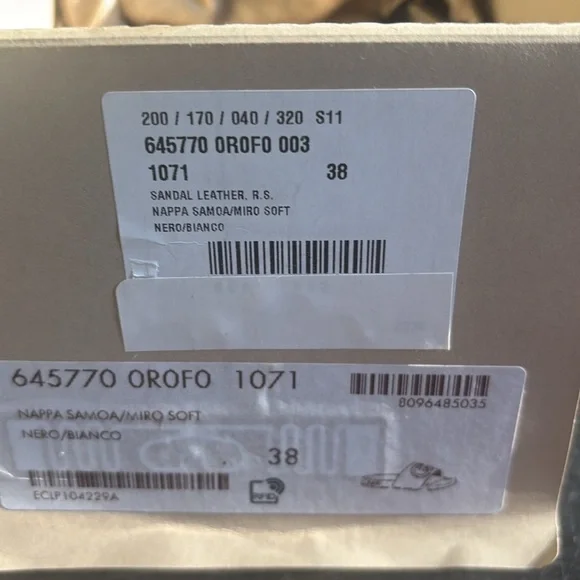 200 / 170 / 040 / 320 S11
645770 0R0F0 003
1071 38
SANDAL LEATHER, R.S.
NAPPA SAMOA/MIRO SOFT
NERO/BIANCO
645770 0R0F0 1071
8096485035
NAPPA SAMOA/MIRO SOFT
NERO/BIANCO
38
ECLP104229A
RFID